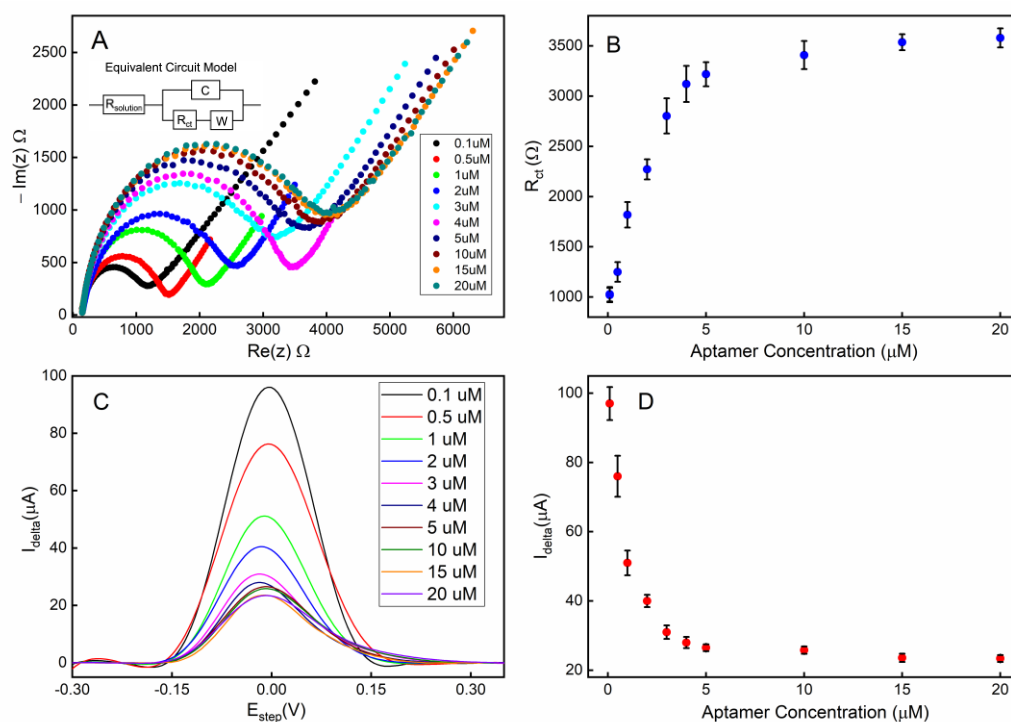 A
Equivalent Circuit Model
R_solution
C
R_ct
W
2500
2000
1500
1000
500
0
− Im(z) Ω
0 1000 2000 3000 4000 5000 6000
Re(z) Ω
0.1uM
0.5uM
1uM
2uM
3uM
4uM
5uM
10uM
15uM
20uM
B
3500
3000
2500
2000
1500
1000
R_ct(Ω)
0 5 10 15 20
Aptamer Concentration (μM)
C
100
80
60
40
20
0
I_delta(μA)
-0.30 -0.15 0.00 0.15 0.30
E_step(V)
0.1 uM
0.5 uM
1 uM
2 uM
3 uM
4 uM
5 uM
10 uM
15 uM
20 uM
D
100
80
60
40
20
I_delta(μA)
0 5 10 15 20
Aptamer Concentration (μM)